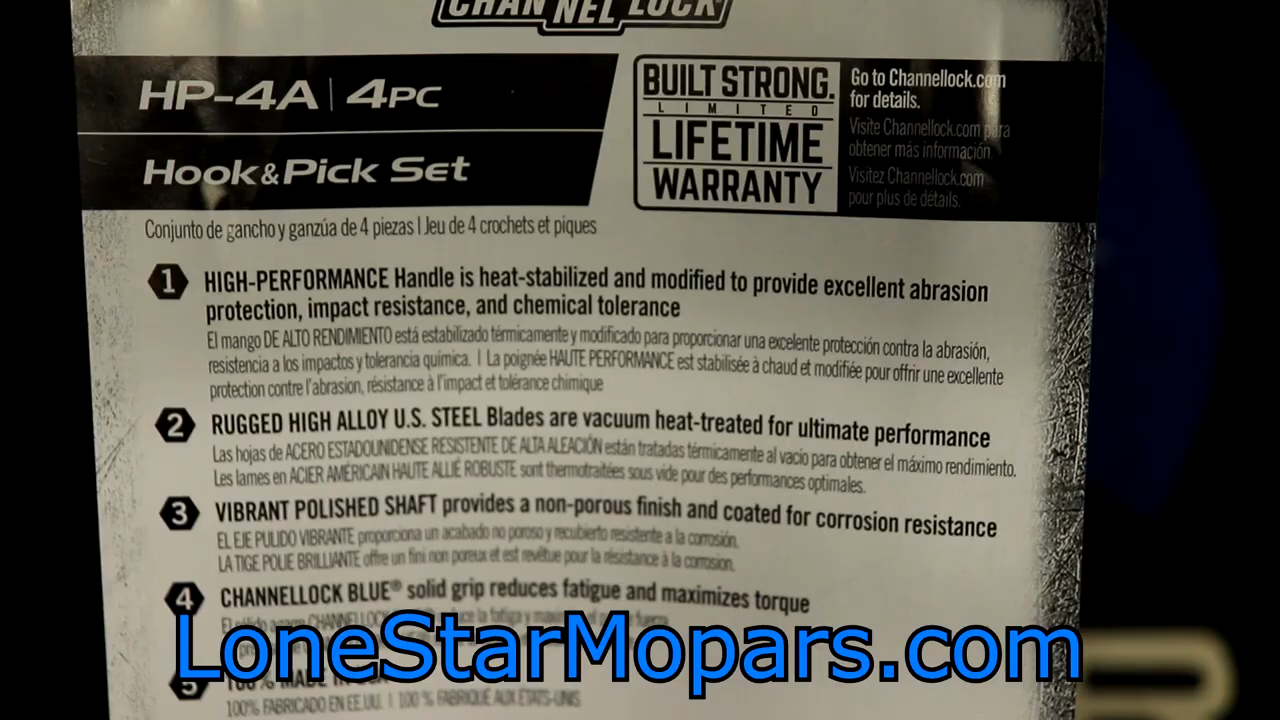 CHANNELLOCK
HP-4A | 4PC
Hook & Pick Set
BUILT STRONG.
LIMITED
LIFETIME
WARRANTY
Go to Channellock.com
for details.
Visite Channellock.com para
obtener más información.
Visitez Channellock.com
pour plus de détails.
Conjunto de gancho y ganzúa de 4 piezas | Jeu de 4 crochets et piques
1 HIGH-PERFORMANCE Handle is heat-stabilized and modified to provide excellent abrasion
protection, impact resistance, and chemical tolerance
El mango DE ALTO RENDIMIENTO está estabilizado térmicamente y modificado para proporcionar una excelente protección contra la abrasión,
resistencia a los impactos y tolerancia química. | La poignée HAUTE PERFORMANCE est stabilisée à chaud et modifiée pour offrir une excellente
protection contre l'abrasion, résistance à l'impact et tolérance chimique
2 RUGGED HIGH ALLOY U.S. STEEL Blades are vacuum heat-treated for ultimate performance
Las hojas de ACERO ESTADOUNIDENSE RESISTENTE DE ALTA ALEACIÓN están tratadas térmicamente al vacío para obtener el máximo rendimiento.
Les lames en ACIER AMÉRICAIN HAUTE ALLIÉ ROBUSTE sont thermotraitées sous vide pour des performances optimales.
3 VIBRANT POLISHED SHAFT provides a non-porous finish and coated for corrosion resistance
EL EJE PULIDO VIBRANTE proporciona un acabado no poroso y recubierto resistente a la corrosión.
LA TIGE POLIE BRILLANTE offre un fini non poreux et est revêtue pour la résistance à la corrosion.
4 CHANNELLOCK BLUE® solid grip reduces fatigue and maximizes torque
El
LoneStarMopars.com
5 100% MADE IN
100% FABRICADO EN EE.UU. | 100 % FABRIQUÉ AUX ÉTATS-UNIS